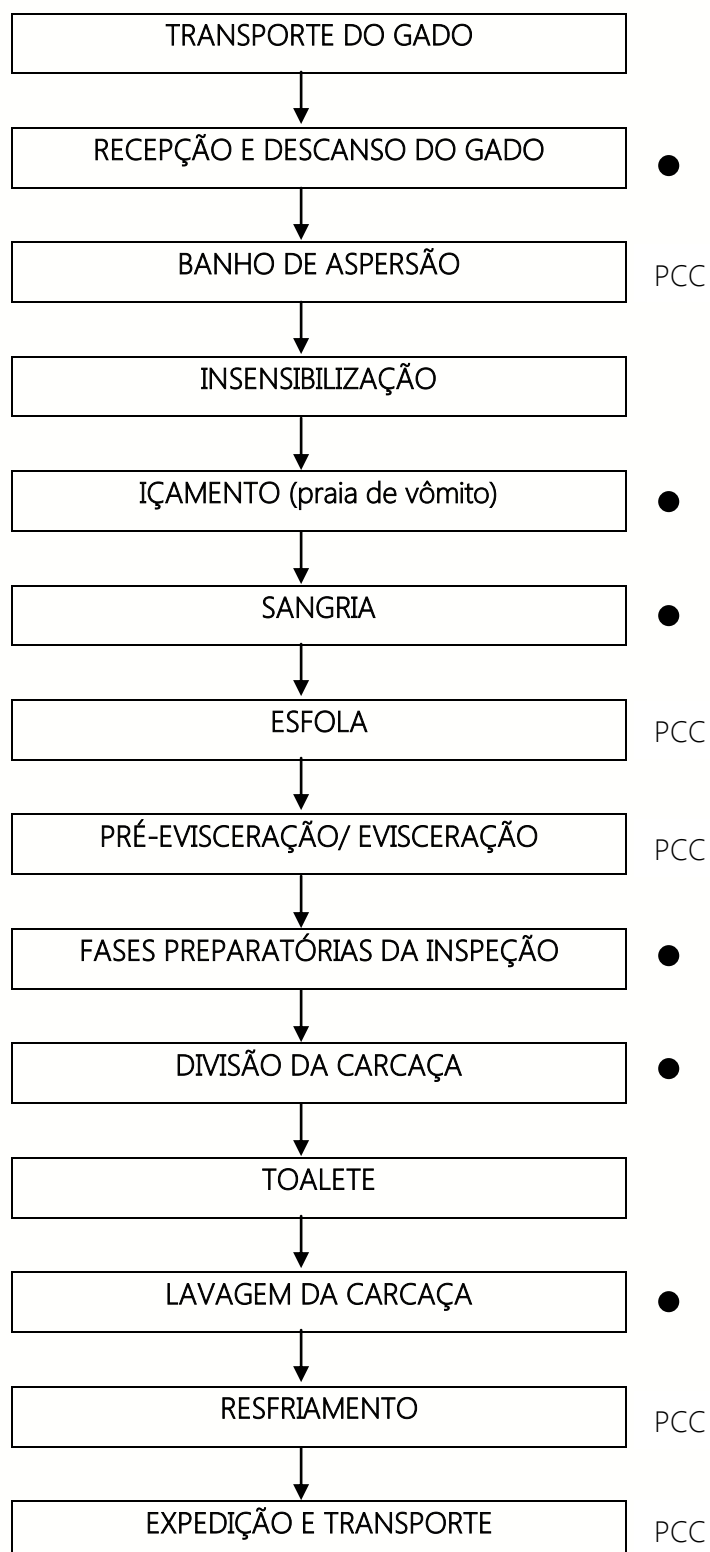 TRANSPORTE DO GADO
RECEPÇÃO E DESCANSO DO GADO
●
BANHO DE ASPERSÃO
PCC
INSENSIBILIZAÇÃO
IÇAMENTO (praia de vômito)
●
SANGRIA
●
ESFOLA
PCC
PRÉ-EVISCERAÇÃO/ EVISCERAÇÃO
PCC
FASES PREPARATÓRIAS DA INSPEÇÃO
●
DIVISÃO DA CARCAÇA
●
TOALETE
LAVAGEM DA CARCAÇA
●
RESFRIAMENTO
PCC
EXPEDIÇÃO E TRANSPORTE
PCC